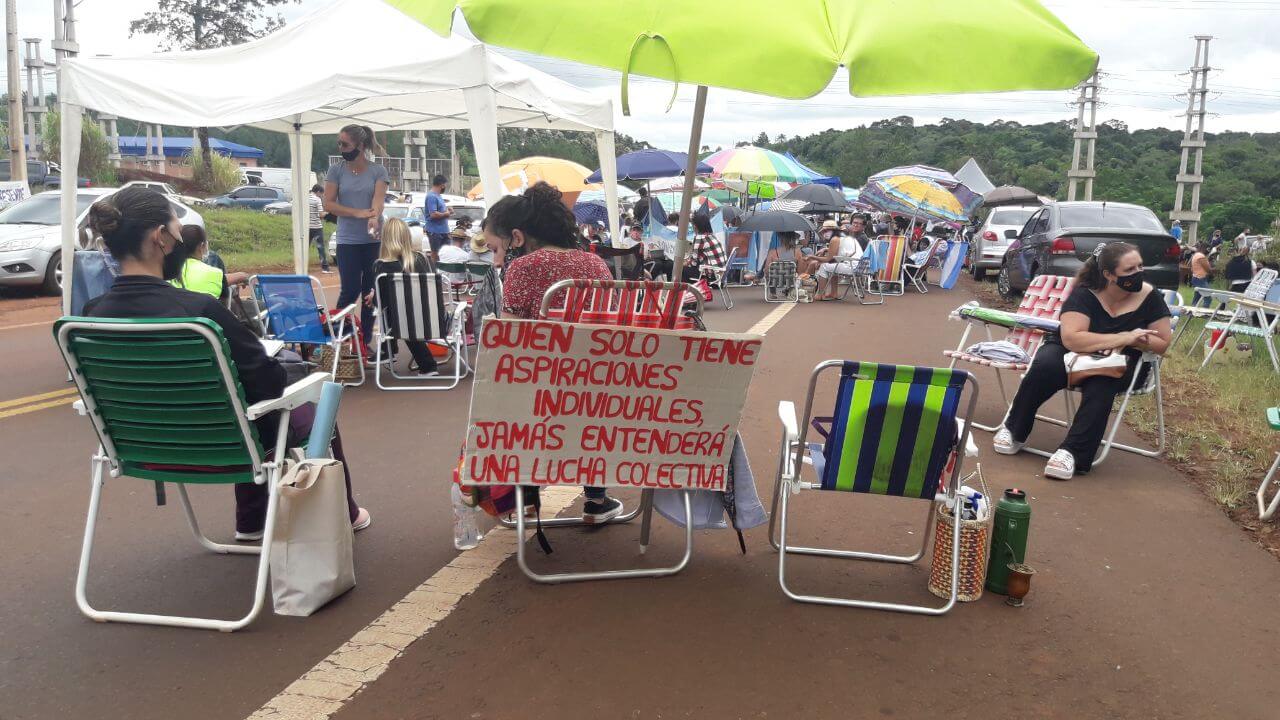 QUIEN SOLO TIENE
ASPIRACIONES
INDIVIDUALES,
JAMÁS ENTENDERÁ
UNA LUCHA COLECTIVA